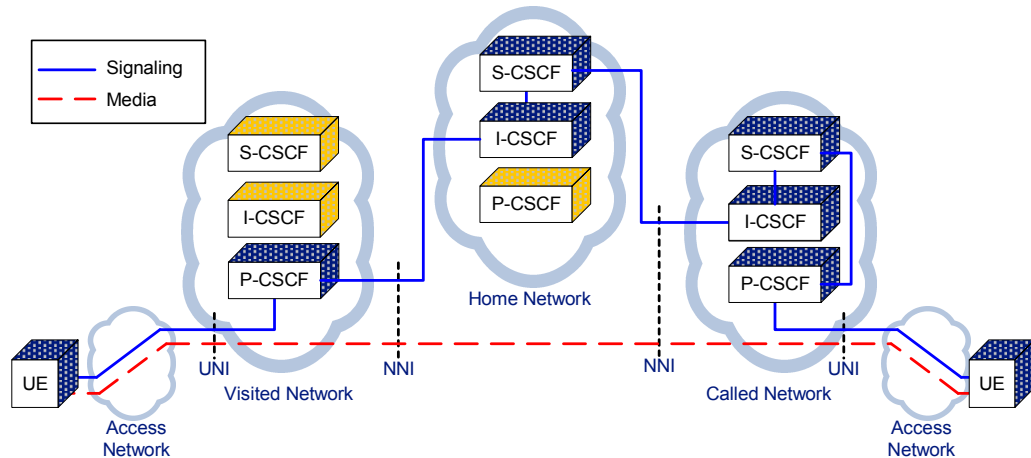 Signaling
Media
S-CSCF
I-CSCF
P-CSCF
UNI
Visited Network
NNI
S-CSCF
I-CSCF
P-CSCF
Home Network
NNI
S-CSCF
I-CSCF
P-CSCF
Called Network
UNI
UE
Access
Network
UE
Access
Network